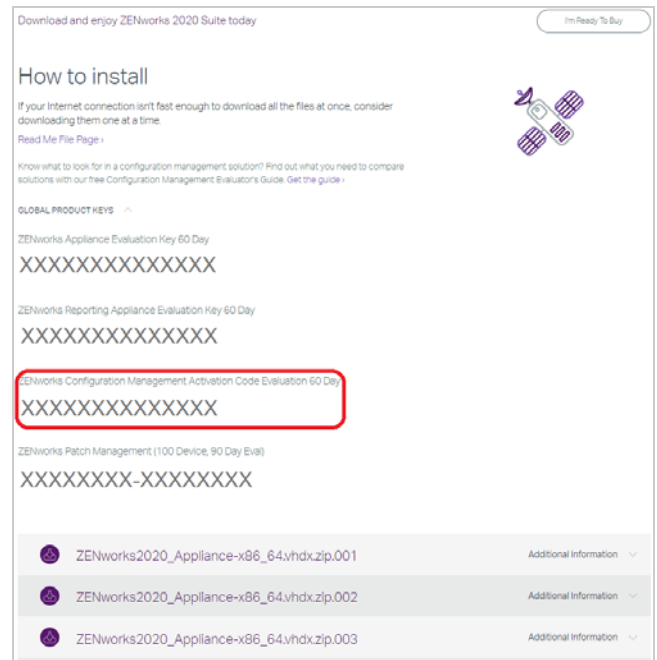 Download and enjoy ZENworks 2020 Suite today
I'm Ready To Buy
How to install
If your Internet connection isn't fast enough to download all the files at once, consider
downloading them one at a time.
Read Me File Page ›
Know what to look for in a configuration management solution? Find out what you need to compare
solutions with our free Configuration Management Evaluator's Guide. Get the guide ›
GLOBAL PRODUCT KEYS
ZENworks Appliance Evaluation Key 60 Day
XXXXXXXXXXXXXX
ZENworks Reporting Appliance Evaluation Key 60 Day
XXXXXXXXXXXXXX
ZENworks Configuration Management Activation Code Evaluation 60 Day
XXXXXXXXXXXXXX
ZENworks Patch Management (100 Device, 90 Day Eval)
XXXXXXXX-XXXXXXXX
ZENworks2020_Appliance-x86_64.vhdx.zip.001
Additional Information
ZENworks2020_Appliance-x86_64.vhdx.zip.002
Additional Information
ZENworks2020_Appliance-x86_64.vhdx.zip.003
Additional Information